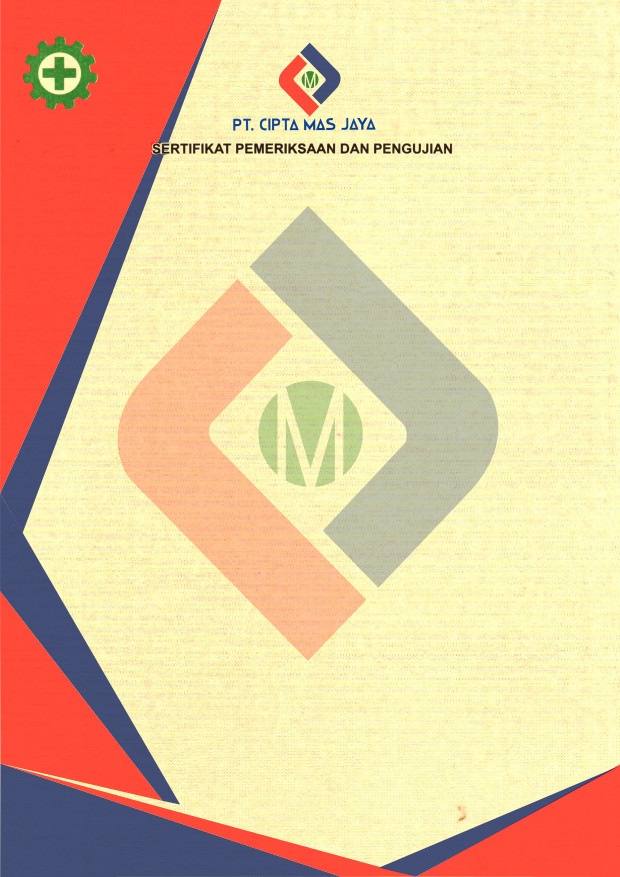 M
PT. CIPTA MAS JAYA
SERTIFIKAT PEMERIKSAAN DAN PENGUJIAN
M